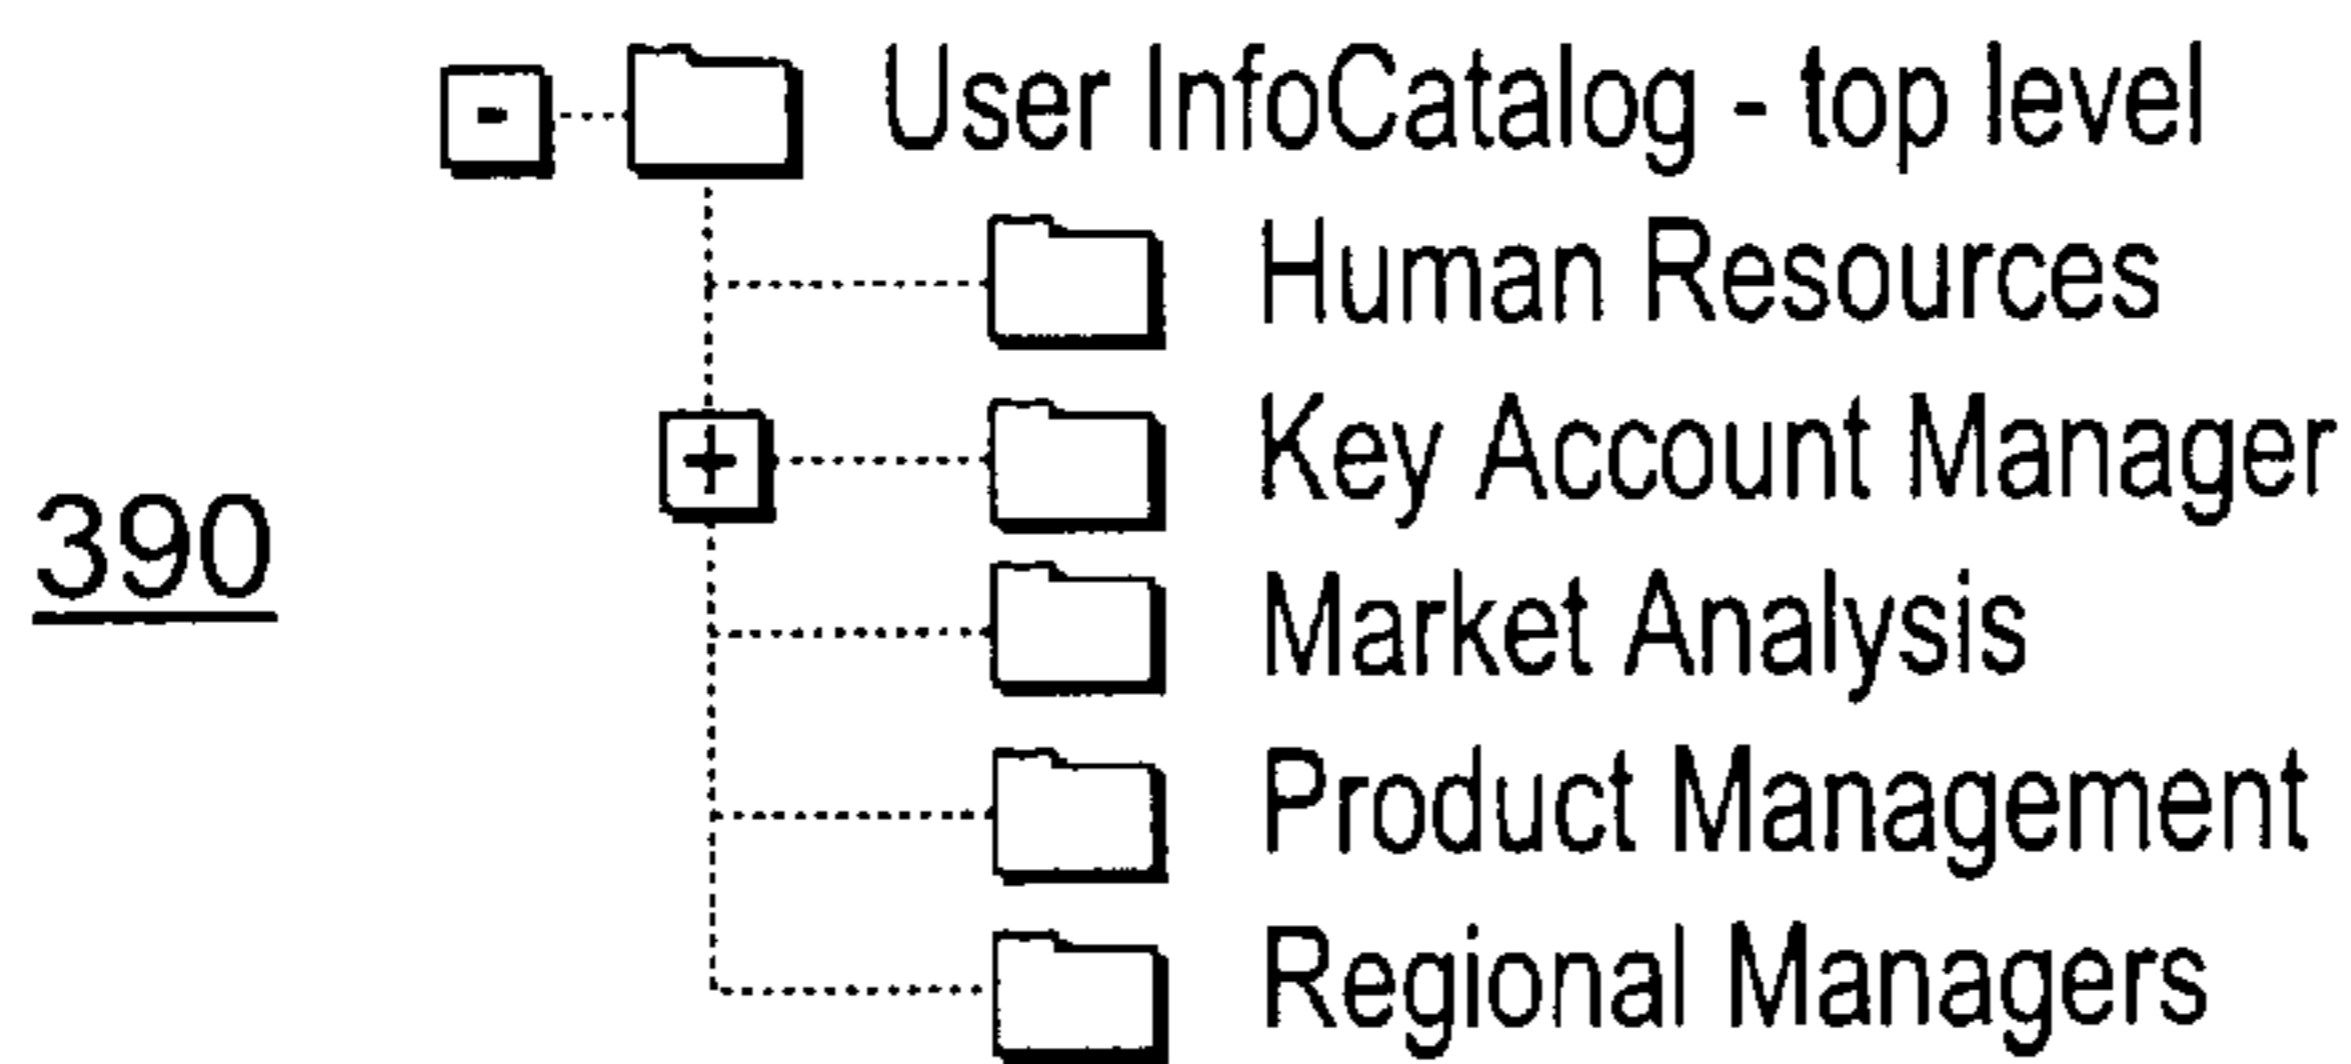 User InfoCatalog - top level
Human Resources
Key Account Manager
390
Market Analysis
Product Management
Regional Managers